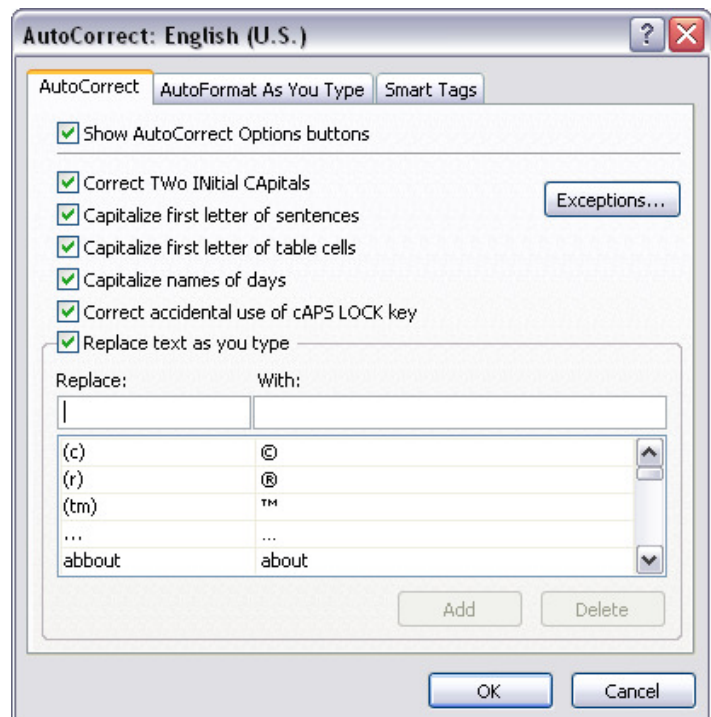 AutoCorrect: English (U.S.)
AutoCorrect AutoFormat As You Type Smart Tags
Show AutoCorrect Options buttons
Correct TWo INitial CApitals
Exceptions...
Capitalize first letter of sentences
Capitalize first letter of table cells
Capitalize names of days
Correct accidental use of cAPS LOCK key
Replace text as you type
Replace: With:
(c) ©
(r) ®
(tm) ™
... ...
abbout about
Add Delete
OK Cancel